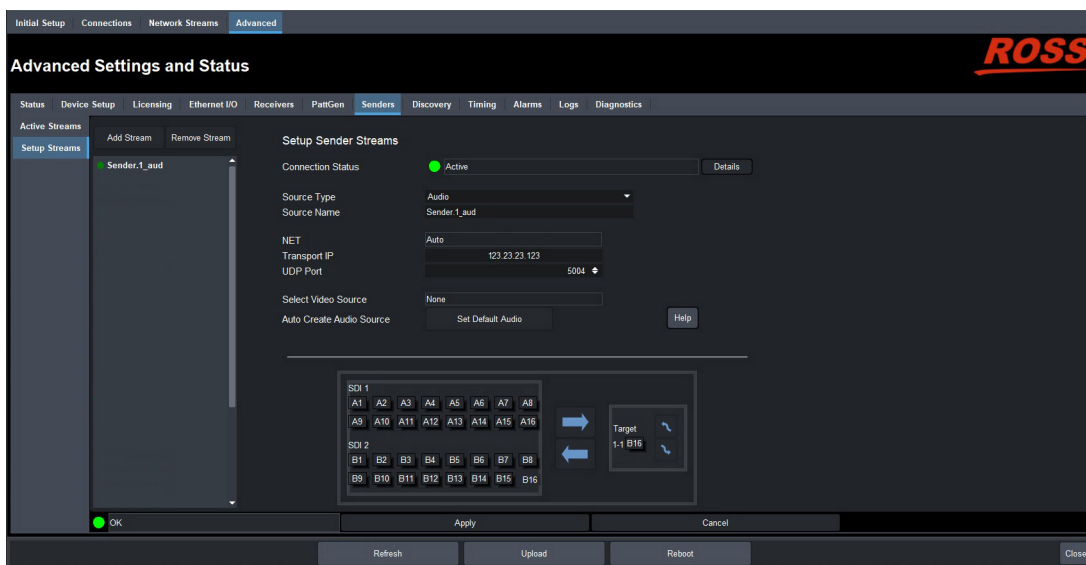 Initial Setup Connections Network Streams Advanced
Advanced Settings and Status
ROSS
Status Device Setup Licensing Ethernet I/O Receivers PattGen Senders Discovery Timing Alarms Logs Diagnostics
Active Streams
Setup Streams
Add Stream Remove Stream
Sender.1_aud
Setup Sender Streams
Connection Status Active Details
Source Type Audio
Source Name Sender.1_aud
NET Auto
Transport IP 123.23.23.123
UDP Port 5004
Select Video Source None
Auto Create Audio Source Set Default Audio Help
SDI 1
A1 A2 A3 A4 A5 A6 A7 A8
A9 A10 A11 A12 A13 A14 A15 A16
SDI 2
B1 B2 B3 B4 B5 B6 B7 B8
B9 B10 B11 B12 B13 B14 B15 B16
Target
1-1 B16
OK Apply Cancel
Refresh Upload Reboot Close